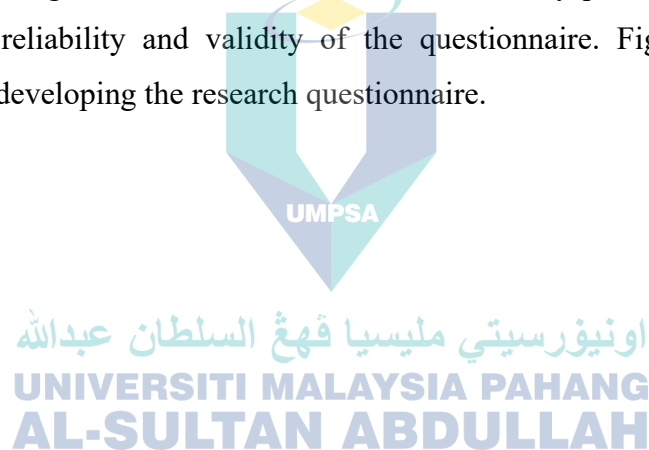 reliability and validity of the questionnaire. Fig
developing the research questionnaire.
UMPSA
اونيۏرسيتي مليسيا ڤهڠ السلطان عبدالله
UNIVERSITI MALAYSIA PAHANG
AL-SULTAN ABDULLAH